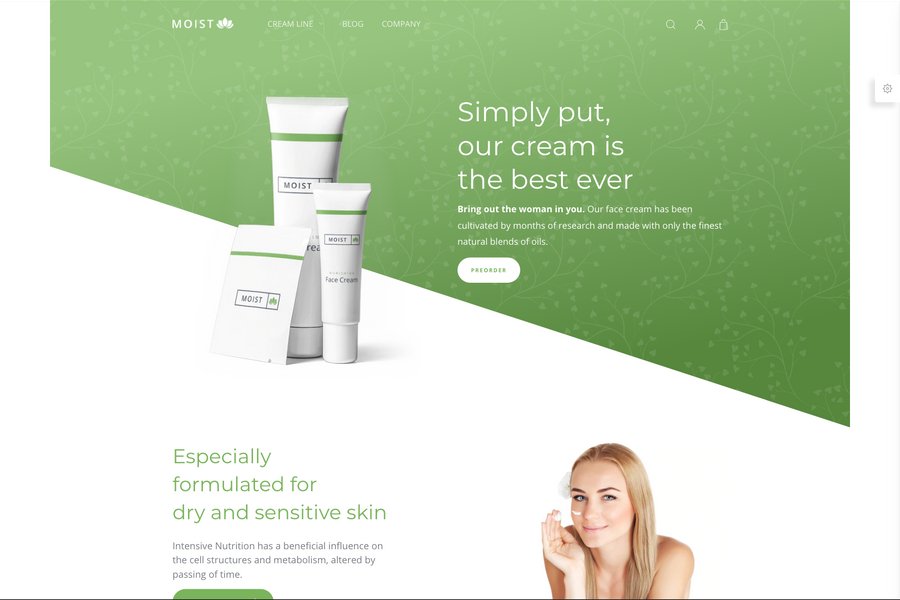 MOIST
CREAM LINE
BLOG
COMPANY
Simply put,
our cream is
the best ever
Bring out the woman in you. Our face cream has been
cultivated by months of research and made with only the finest
natural blends of oils.
PREORDER
MOIST
MOIST
Face Cream
MOIST
Especially
formulated for
dry and sensitive skin
Intensive Nutrition has a beneficial influence on
the cell structures and metabolism, altered by
passing of time.